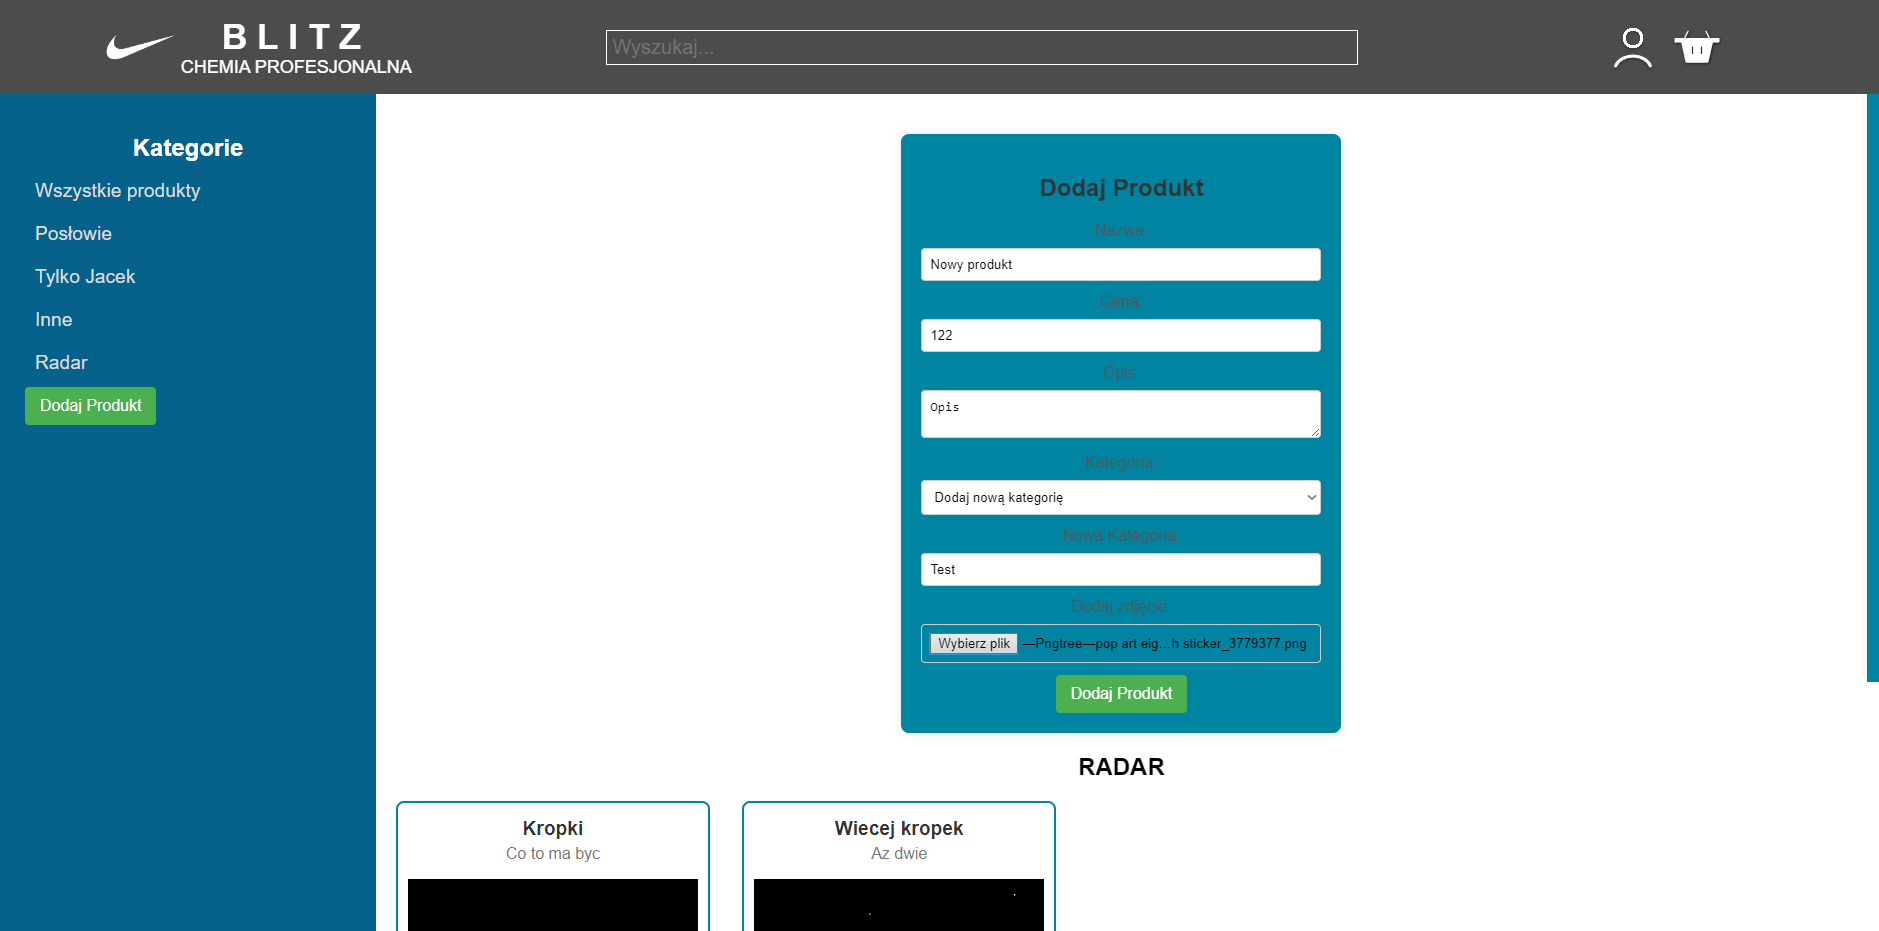 BLITZ
CHEMIA PROFESJONALNA
Wyszukaj...
Kategorie
Wszystkie produkty
Posłowie
Tylko Jacek
Inne
Radar
Dodaj Produkt
Dodaj Produkt
Nazwa:
Nowy produkt
Cena:
122
Opis:
Opis
Kategoria:
Dodaj nową kategorię
Nowa Kategoria:
Test
Dodaj zdjęcie:
Wybierz plik —Pngtree—pop art eig...h sticker_3779377.png
Dodaj Produkt
RADAR
Kropki
Co to ma byc
Wiecej kropek
Az dwie